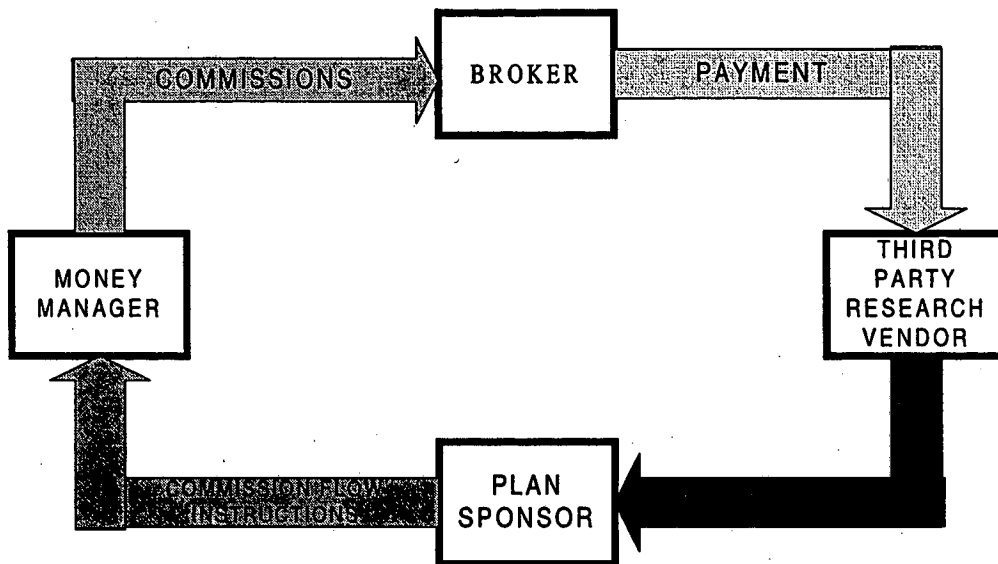 COMMISSIONS
BROKER
PAYMENT
MONEY
MANAGER
THIRD
PARTY
RESEARCH
VENDOR
COMMISSION FLOW
INSTRUCTIONS
PLAN
SPONSOR